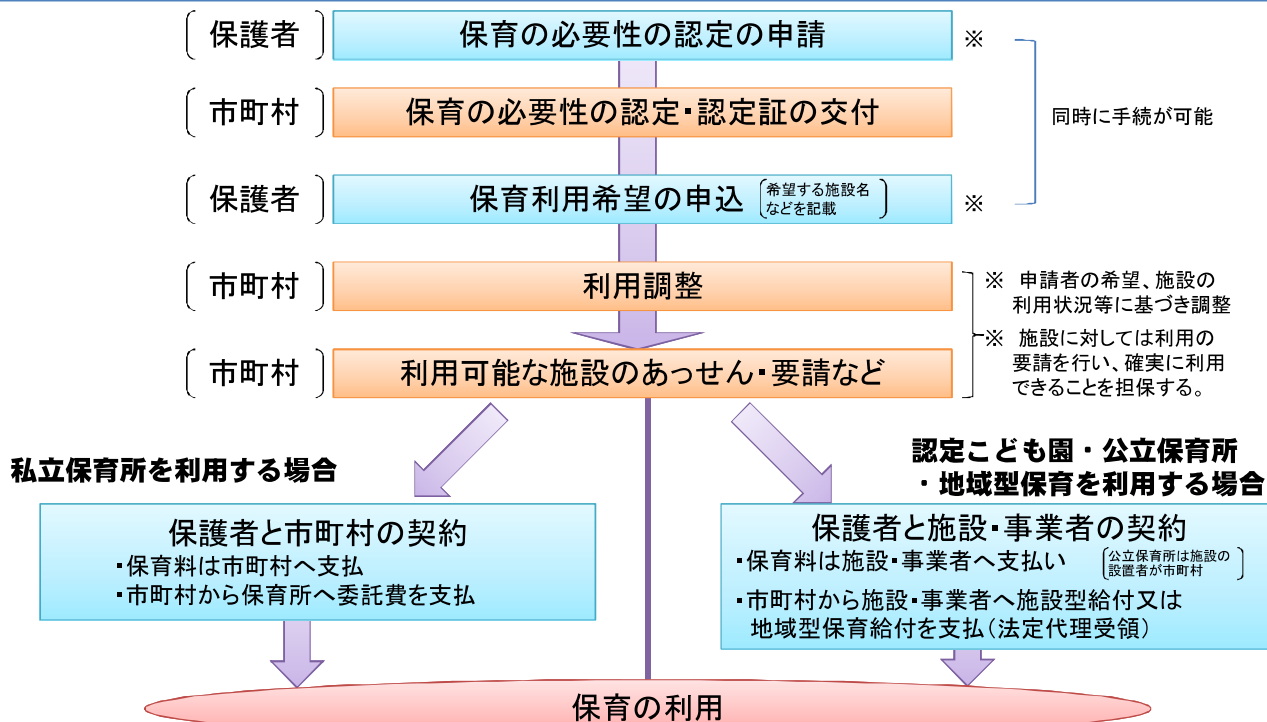 保護者
保育の必要性の認定の申請
※
市町村
保育の必要性の認定・認定証の交付
同時に手続が可能
保護者
保育利用希望の申込
希望する施設名
などを記載
※
市町村
利用調整
※ 申請者の希望、施設の
利用状況等に基づき調整
※ 施設に対しては利用の
要請を行い、確実に利用
できることを担保する。
市町村
利用可能な施設のあっせん・要請など
私立保育所を利用する場合
保護者と市町村の契約
・保育料は市町村へ支払
・市町村から保育所へ委託費を支払
認定こども園・公立保育所
・地域型保育を利用する場合
保護者と施設・事業者の契約
・保育料は施設・事業者へ支払い
公立保育所は施設の
設置者が市町村
・市町村から施設・事業者へ施設型給付又は
地域型保育給付を支払(法定代理受領)
保育の利用